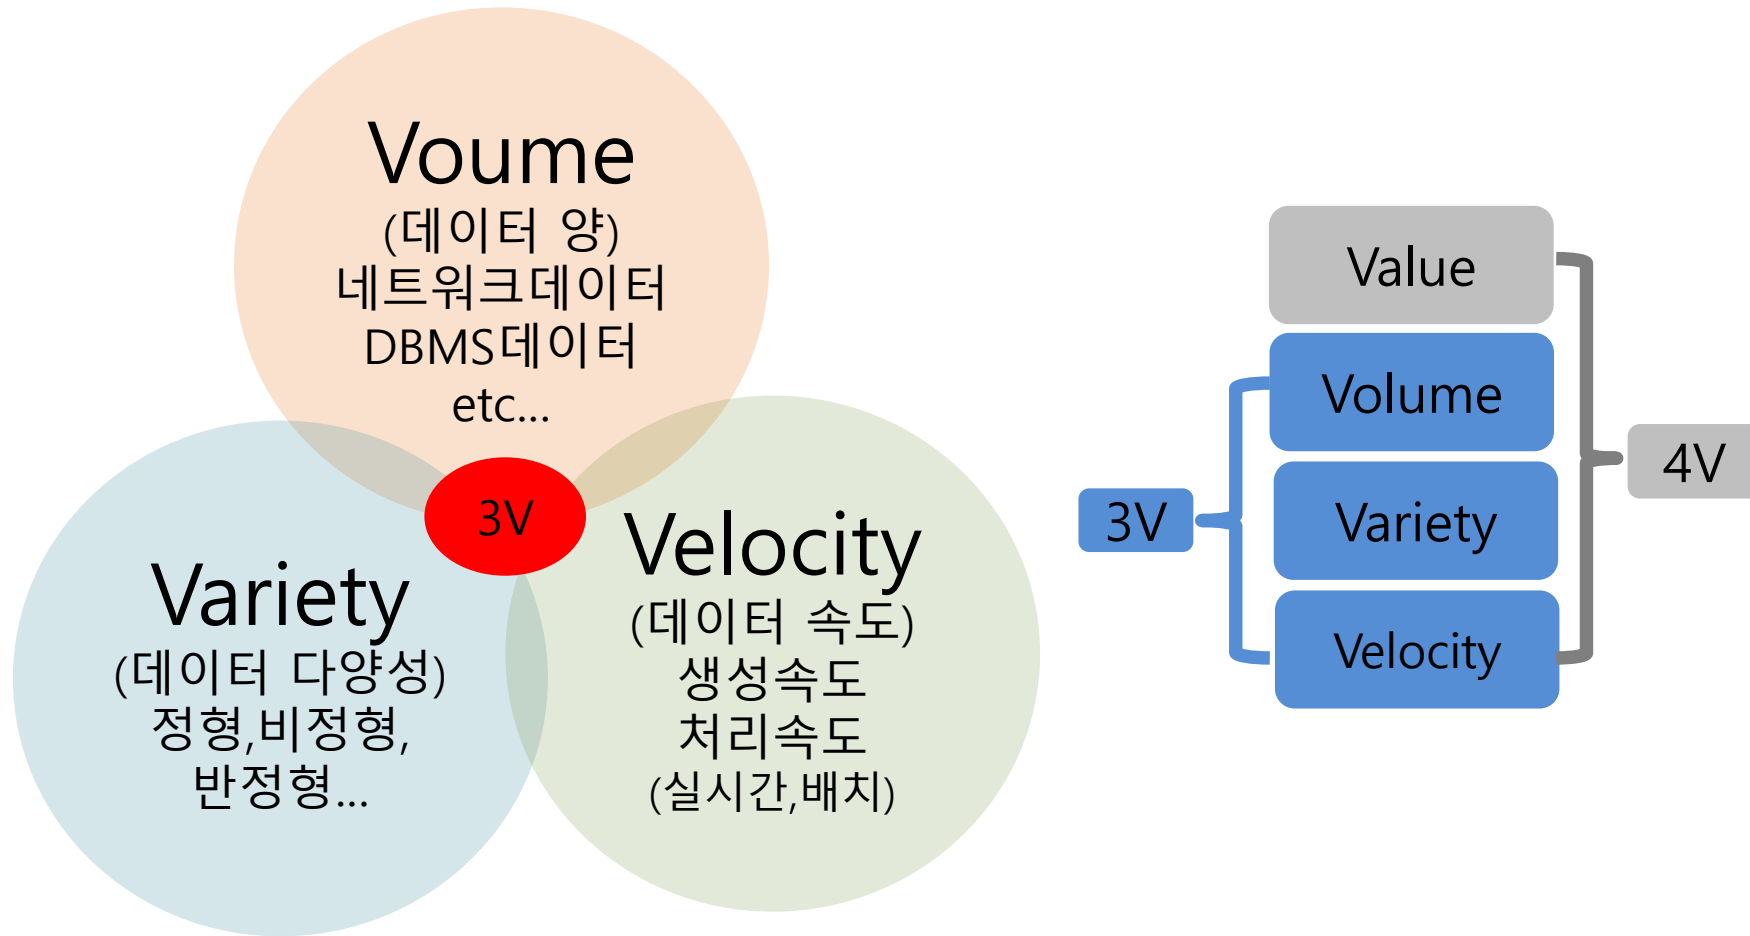 Voume
(데이터 양)
네트워크데이터
DBMS데이터
etc...
3V
Variety
(데이터 다양성)
정형,비정형,
반정형...
Velocity
(데이터 속도)
생성속도
처리속도
(실시간,배치)
Value
Volume
Variety
Velocity
3V
4V